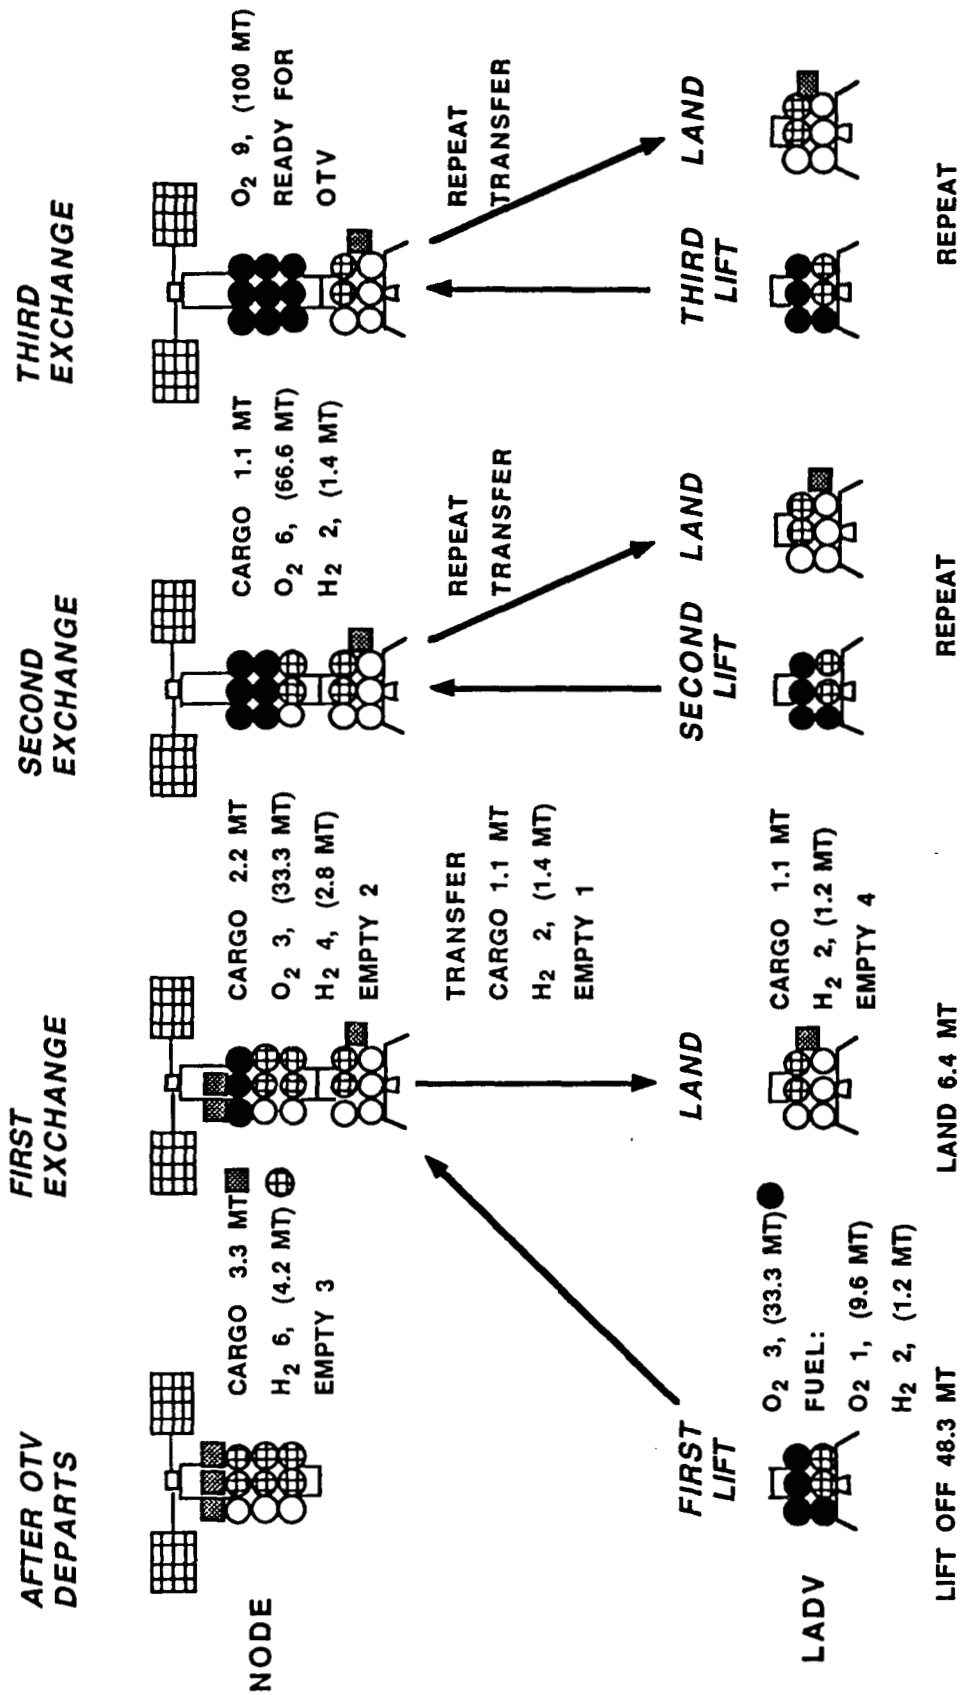 AFTER OTV
DEPARTS
FIRST
EXCHANGE
SECOND
EXCHANGE
THIRD
EXCHANGE
NODE
CARGO 3.3 MT
H2 6, (4.2 MT)
EMPTY 3
CARGO 2.2 MT
O2 3, (33.3 MT)
H2 4, (2.8 MT)
EMPTY 2
CARGO 1.1 MT
O2 6, (66.6 MT)
H2 2, (1.4 MT)
O2 9, (100 MT)
READY FOR
OTV
TRANSFER
CARGO 1.1 MT
H2 2, (1.4 MT)
EMPTY 1
REPEAT
TRANSFER
REPEAT
TRANSFER
FIRST
LIFT
LAND
SECOND
LIFT
LAND
THIRD
LIFT
LAND
LADV
O2 3, (33.3 MT)
FUEL:
O2 1, (9.6 MT)
H2 2, (1.2 MT)
CARGO 1.1 MT
H2 2, (1.2 MT)
EMPTY 4
LIFT OFF 48.3 MT
LAND 6.4 MT
REPEAT
REPEAT